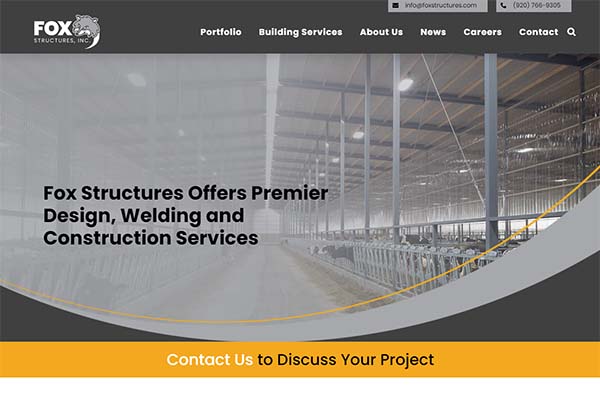 info@foxstructures.com
(920) 766-9305
FOX
STRUCTURES, INC.
Portfolio
Building Services
About Us
News
Careers
Contact
Fox Structures Offers Premier
Design, Welding and
Construction Services
Contact Us to Discuss Your Project